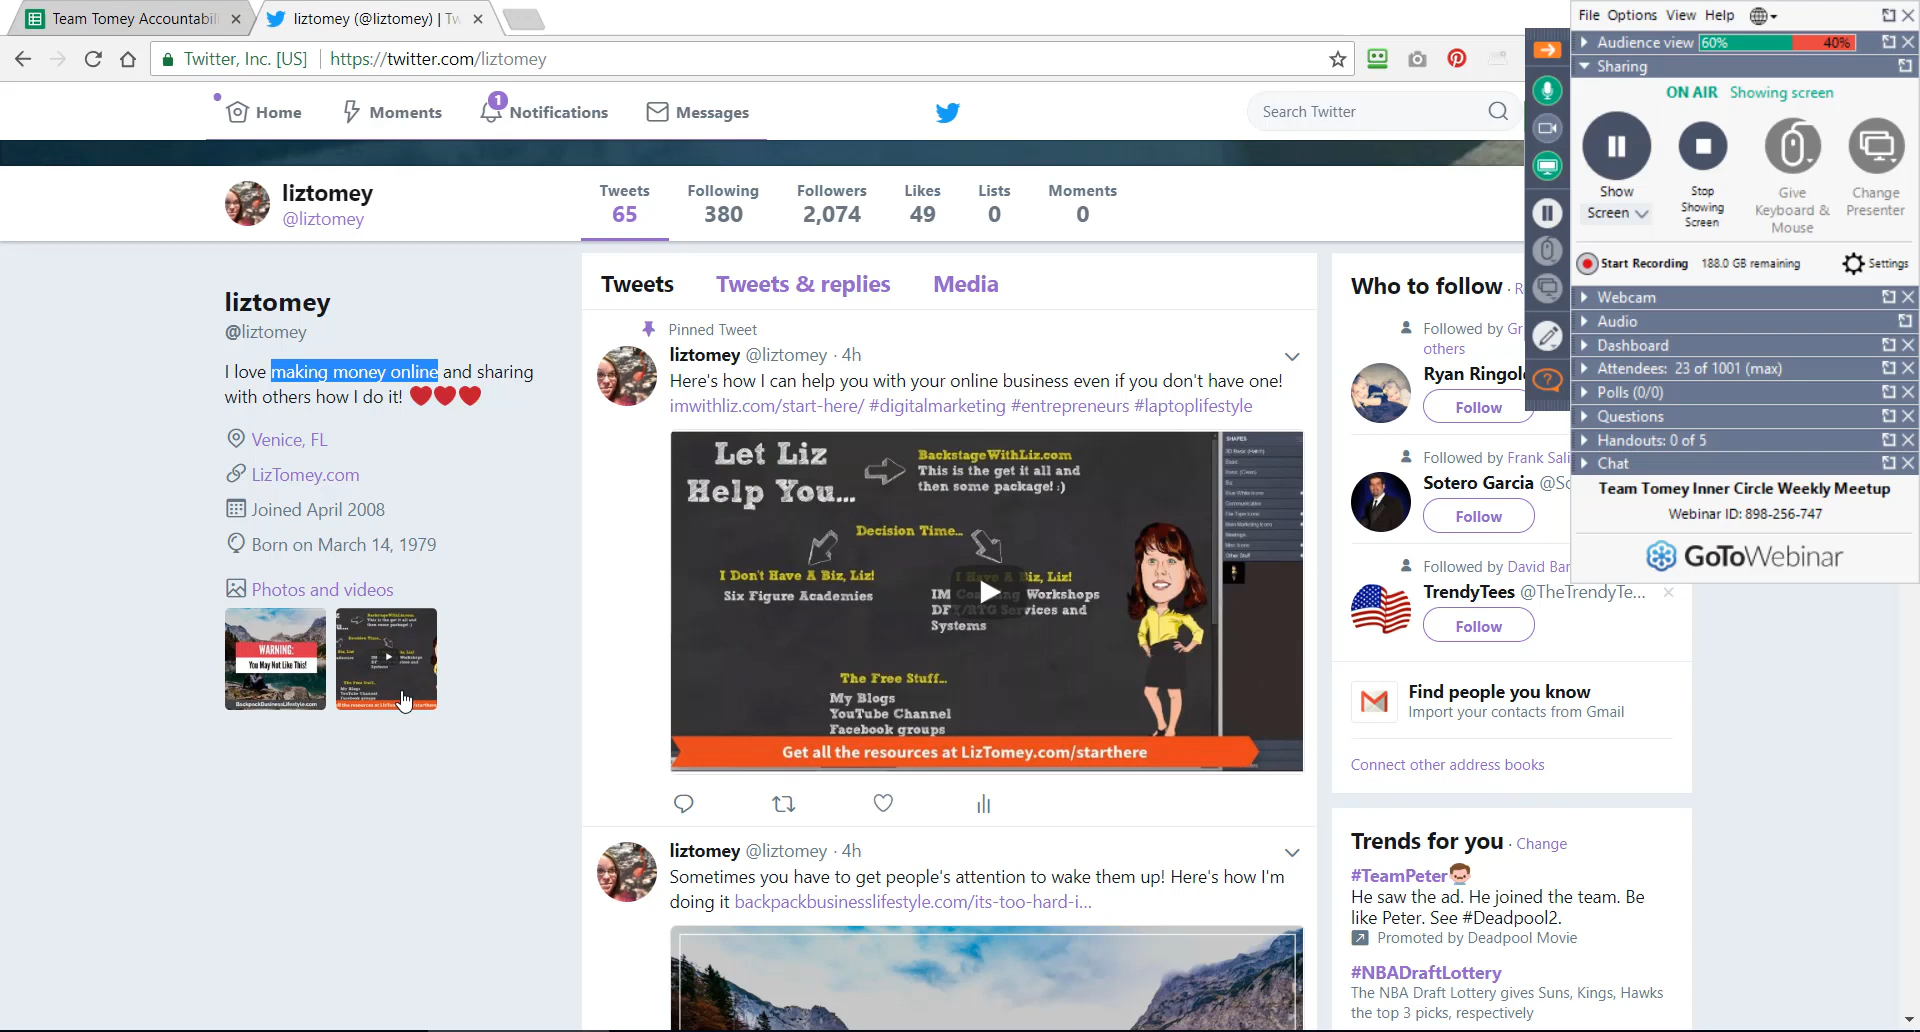 Team Tomey Accountabil
liztomey (@liztomey) | Tw
Twitter, Inc. [US]
https://twitter.com/liztomey
Home
Moments
1
Notifications
Messages
Search Twitter
liztomey
@liztomey
Tweets
65
Following
380
Followers
2,074
Likes
49
Lists
0
Moments
0
liztomey
@liztomey
I love making money online and sharing
with others how I do it!
Venice, FL
LizTomey.com
Joined April 2008
Born on March 14, 1979
Photos and videos
WARNING:
You May Not Like This!
BackpackBusinessLifestyle.com
Tweets
Tweets & replies
Media
Pinned Tweet
liztomey @liztomey · 4h
Here's how I can help you with your online business even if you don't have one!
imwithliz.com/start-here/ #digitalmarketing #entrepreneurs #laptoplifestyle
Let Liz
Help You...
BackstageWithLiz.com
This is the get it all and
then some package! :)
Decision Time...
I Don't Have A Biz, Liz!
Six Figure Academies
I Have A Biz, Liz!
IM Coaching Workshops
DFY/RTG Services and
Systems
The Free Stuff...
My Blogs
YouTube Channel
Facebook groups
Get all the resources at LizTomey.com/starthere
SHAPES
liztomey @liztomey · 4h
Sometimes you have to get people's attention to wake them up! Here's how I'm
doing it backpackbusinesslifestyle.com/its-too-hard-i...
Who to follow · R
Followed by Gr
others
Ryan Ringol
Follow
Followed by Frank Sali
Sotero Garcia @So
Follow
Followed by David Bar
TrendyTees @TheTrendyTe...
Follow
Find people you know
Import your contacts from Gmail
Connect other address books
Trends for you · Change
#TeamPeter
He saw the ad. He joined the team. Be
like Peter. See #Deadpool2.
Promoted by Deadpool Movie
#NBADraftLottery
The NBA Draft Lottery gives Suns, Kings, Hawks
the top 3 picks, respectively
File Options View Help
Audience view 60% 40%
Sharing
ON AIR Showing screen
Show
Screen
Stop
Showing
Screen
Give
Keyboard &
Mouse
Change
Presenter
Start Recording 188.0 GB remaining
Settings
Webcam
Audio
Dashboard
Attendees: 23 of 1001 (max)
Polls (0/0)
Questions
Handouts: 0 of 5
Chat
Team Tomey Inner Circle Weekly Meetup
Webinar ID: 898-256-747
GoToWebinar